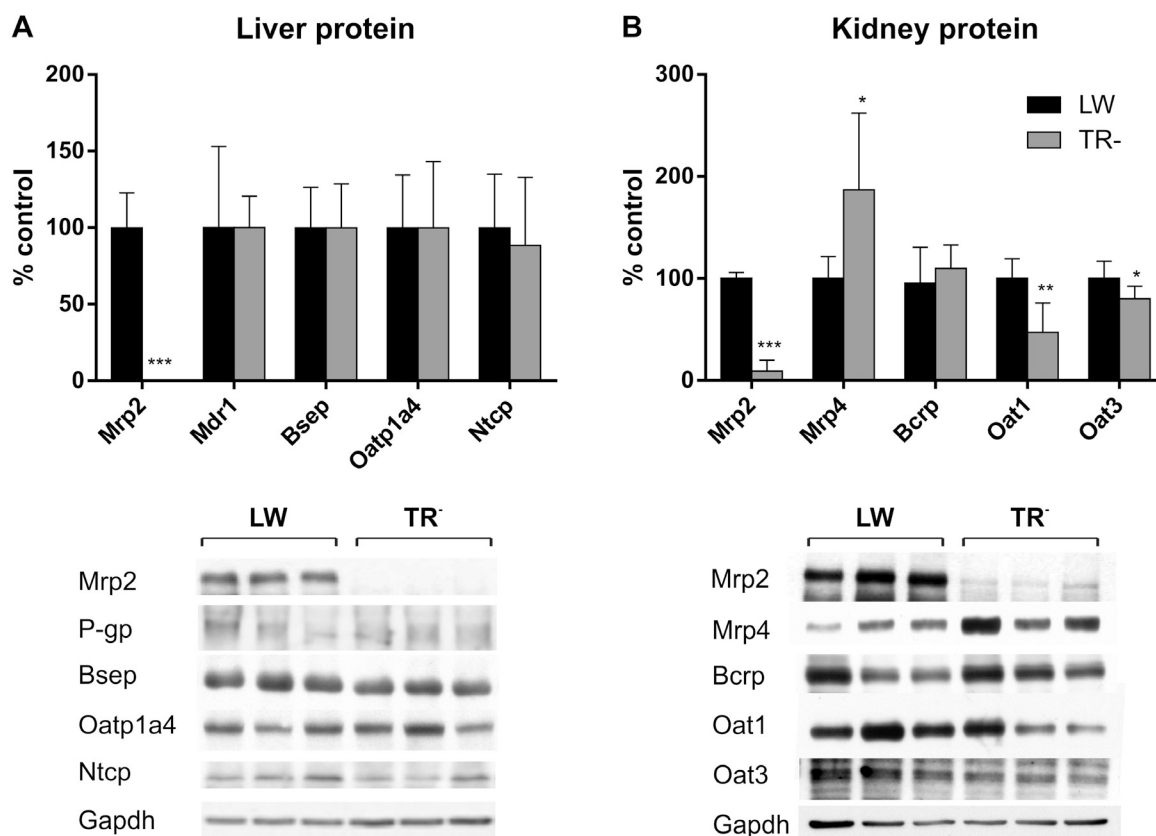 A
Liver protein
% control
200
150
100
50
0
***
Mrp2
Mdr1
Bsep
Oatp1a4
Ntcp
B
Kidney protein
% control
300
200
100
0
LW
TR-
***
*
**
*
Mrp2
Mrp4
Bcrp
Oat1
Oat3
LW TR⁻
Mrp2
P-gp
Bsep
Oatp1a4
Ntcp
Gapdh
LW TR⁻
Mrp2
Mrp4
Bcrp
Oat1
Oat3
Gapdh